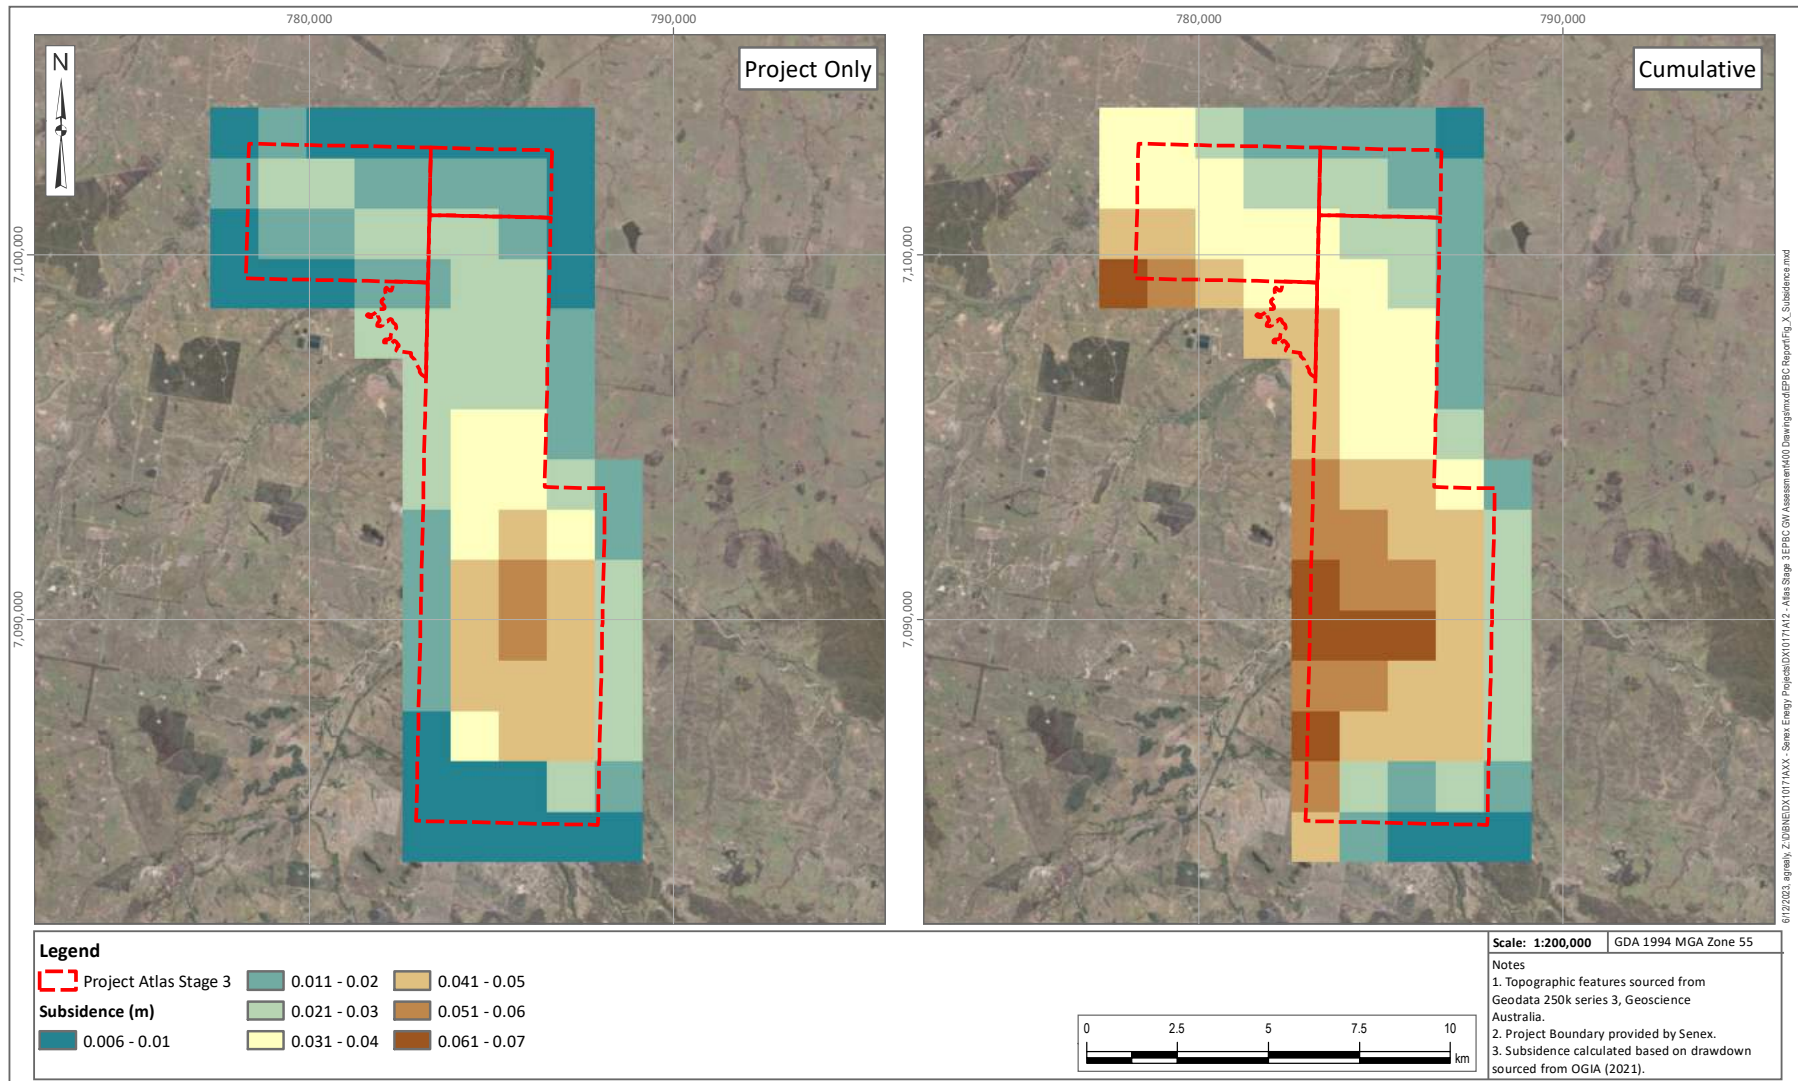 780,000
790,000
780,000
790,000
N
Project Only
Cumulative
7,100,000
7,090,000
7,100,000
7,090,000
Legend
Project Atlas Stage 3
Subsidence (m)
0.006 - 0.01
0.011 - 0.02
0.021 - 0.03
0.031 - 0.04
0.041 - 0.05
0.051 - 0.06
0.061 - 0.07
0
2.5
5
7.5
10
km
Scale: 1:200,000
GDA 1994 MGA Zone 55
Notes
1. Topographic features sourced from
Geodata 250k series 3, Geoscience
Australia.
2. Project Boundary provided by Senex.
3. Subsidence calculated based on drawdown
sourced from OGIA (2021).